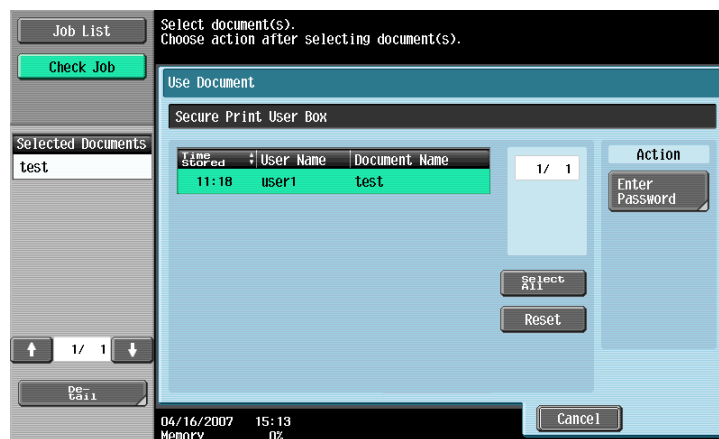 Job List
Check Job
Select document(s).
Choose action after selecting document(s).
Use Document
Secure Print User Box
Selected Documents
test
Time Stored User Name Document Name
11:18 user1 test
1/ 1
Action
Enter
Password
Select
All
Reset
1/ 1
De-
tail
04/16/2007 15:13
Memory 0%
Cancel